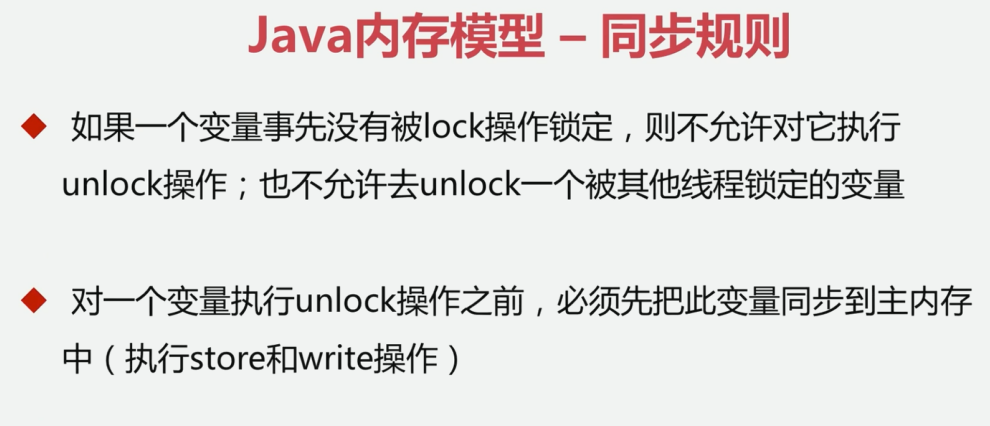 Java内存模型 – 同步规则
如果一个变量事先没有被lock操作锁定，则不允许对它执行
unlock操作；也不允许去unlock一个被其他线程锁定的变量
对一个变量执行unlock操作之前，必须先把此变量同步到主内存
中（执行store和write操作）